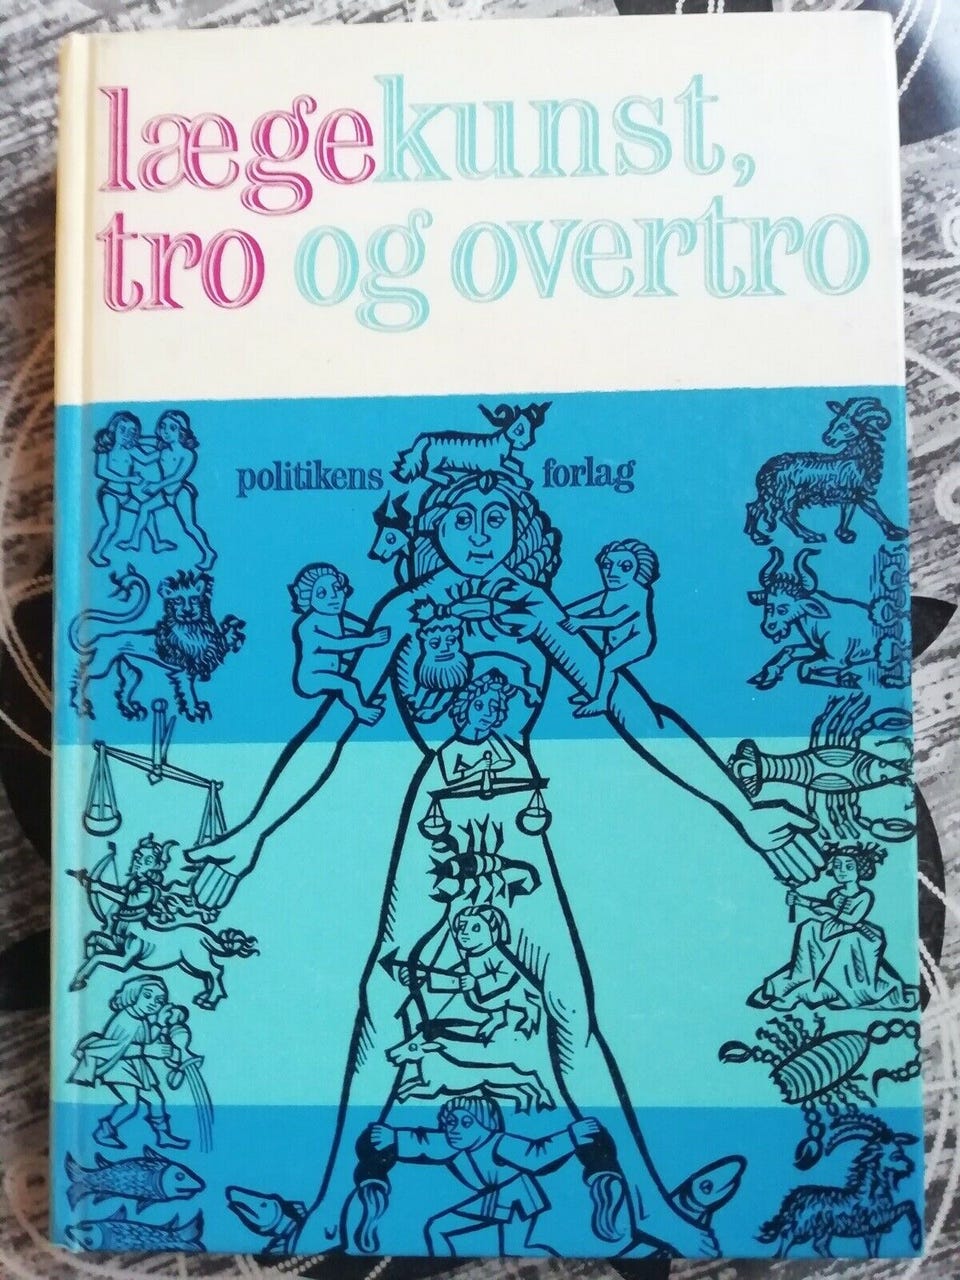 lægekunst,
tro og overtro
politikens forlag